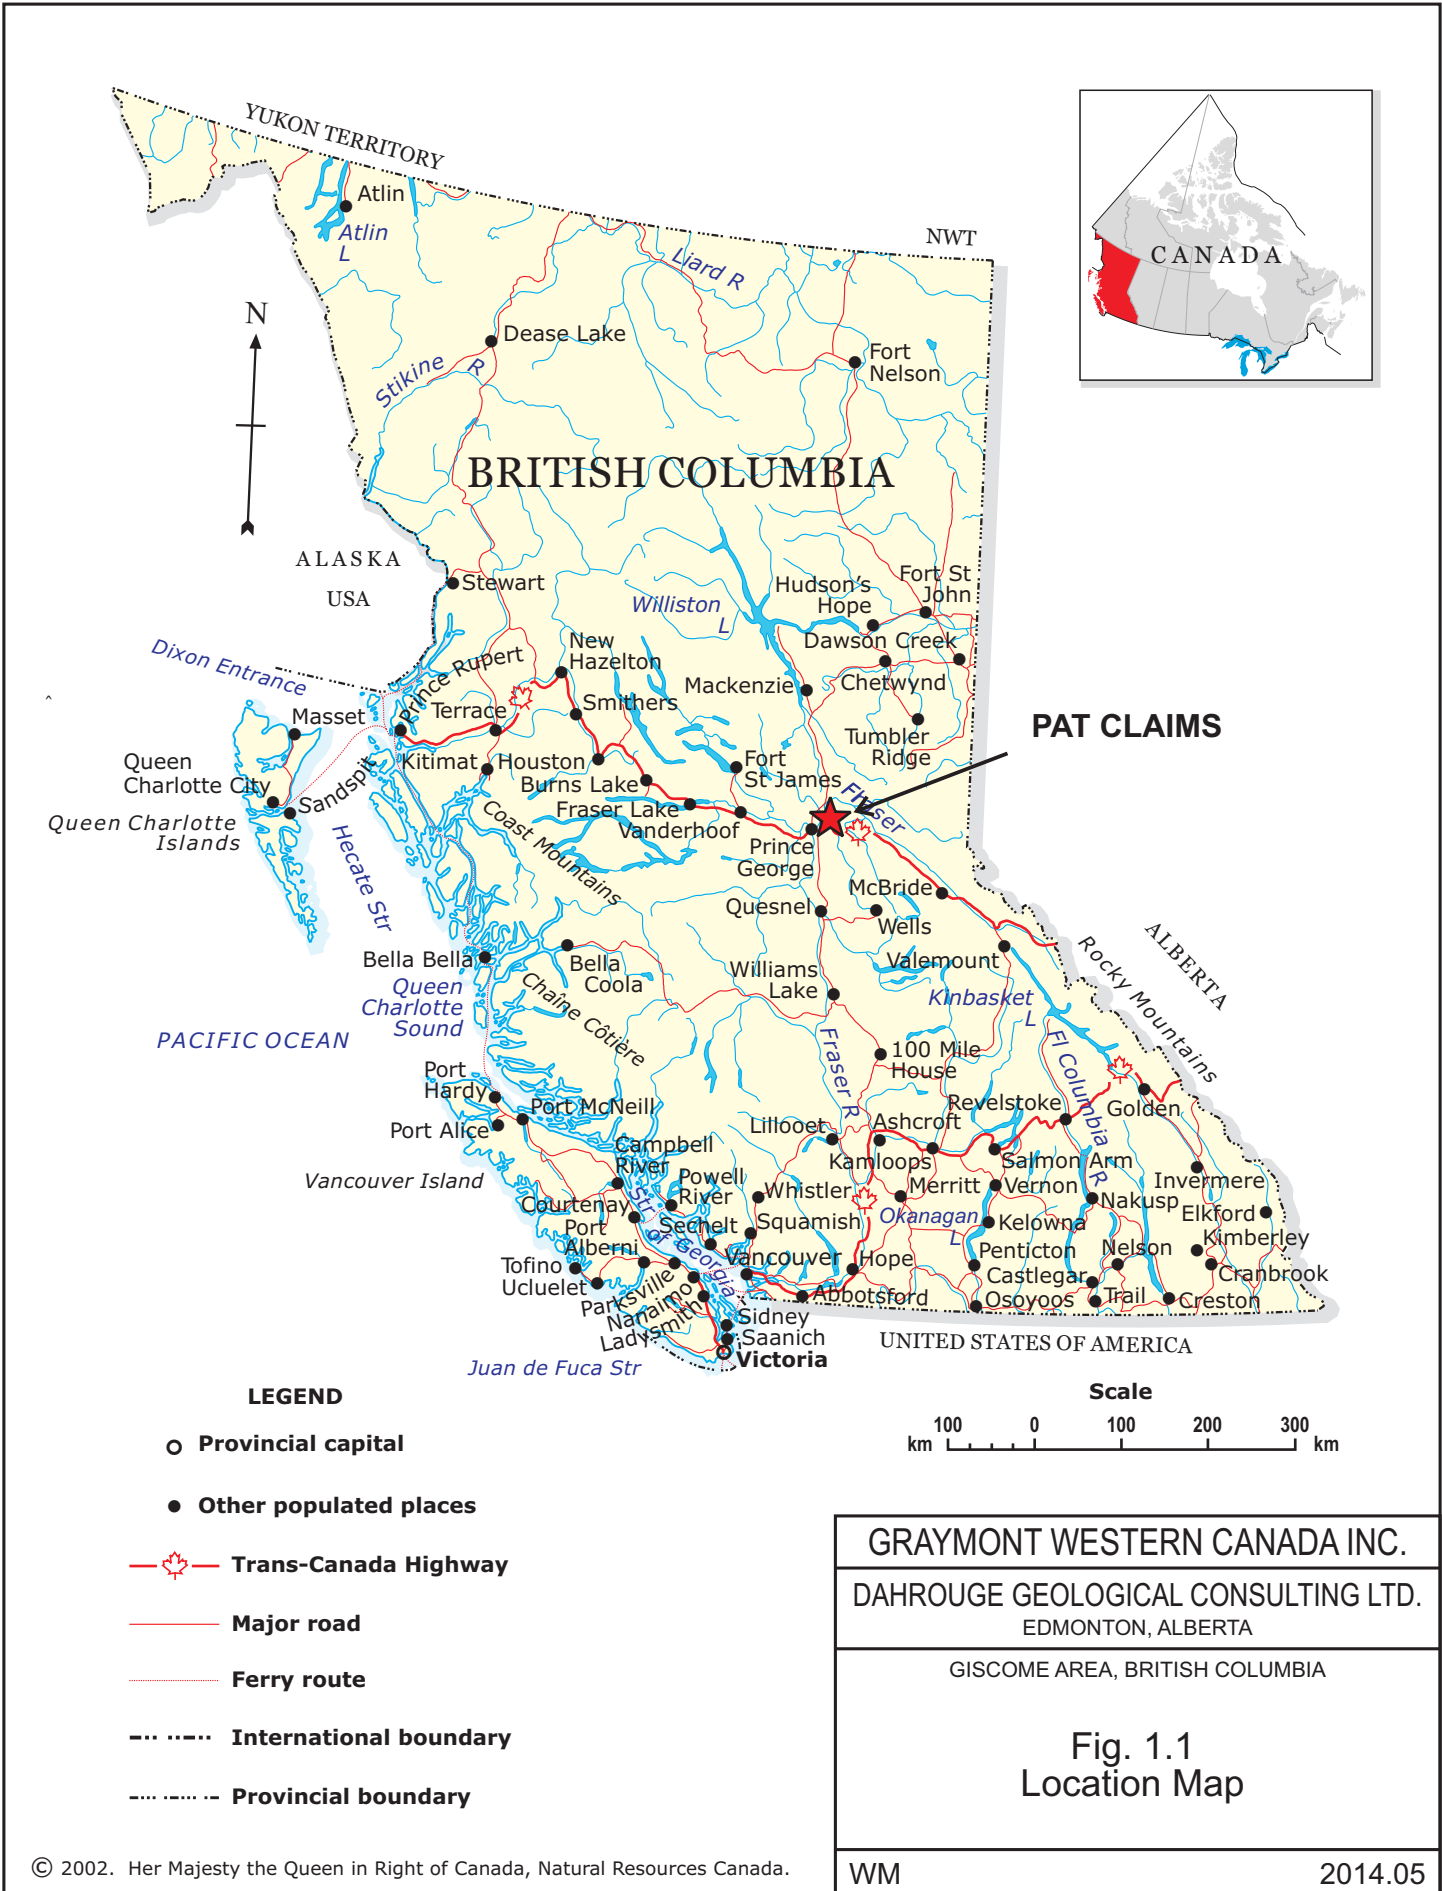 YUKON TERRITORY
NWT
Atlin
Atlin
L
Liard R
CANADA
N
Dease Lake
Stikine
R
Fort
Nelson
BRITISH COLUMBIA
ALASKA
USA
Stewart
Williston
L
Hudson's
Hope
Fort St
John
Dawson Creek
Chetwynd
Dixon Entrance
Prince Rupert
New
Hazelton
Mackenzie
Smithers
Terrace
Masset
Tumbler
Ridge
PAT CLAIMS
Queen
Charlotte City
Sandspit
Kitimat
Houston
Burns Lake
Fort
St James
Fraser Lake
Vanderhoof
Queen Charlotte
Islands
Hecate Str
Coast Mountains
Prince
George
McBride
Quesnel
Wells
Valemount
ALBERTA
Rocky Mountains
Bella Bella
Bella
Coola
Williams
Lake
Kinbasket
L
Queen
Charlotte
Sound
Chaîne Côtière
PACIFIC OCEAN
Fraser R
100 Mile
House
Fl Columbia R
Port
Hardy
Port McNeill
Port Alice
Lillooet
Ashcroft
Revelstoke
Golden
Campbell
River
Kamloops
Salmon Arm
Vancouver Island
Powell
River
Whistler
Merritt
Vernon
Nakusp
Invermere
Courtenay
Str of Georgia
Sechelt
Squamish
Okanagan
L
Kelowna
Elkford
Port
Alberni
Kimberley
Tofino
Ucluelet
Vancouver
Hope
Penticton
Nelson
Castlegar
Cranbrook
Parksville
Nanaimo
Ladysmith
Abbotsford
Osoyoos
Trail
Creston
Sidney
Saanich
Victoria
UNITED STATES OF AMERICA
Juan de Fuca Str
LEGEND
Provincial capital
Other populated places
Trans-Canada Highway
Major road
Ferry route
International boundary
Provincial boundary
Scale
100 0 100 200 300
km km
GRAYMONT WESTERN CANADA INC.
DAHROUGE GEOLOGICAL CONSULTING LTD.
EDMONTON, ALBERTA
GISCOME AREA, BRITISH COLUMBIA
Fig. 1.1
Location Map
WM 2014.05
© 2002. Her Majesty the Queen in Right of Canada, Natural Resources Canada.